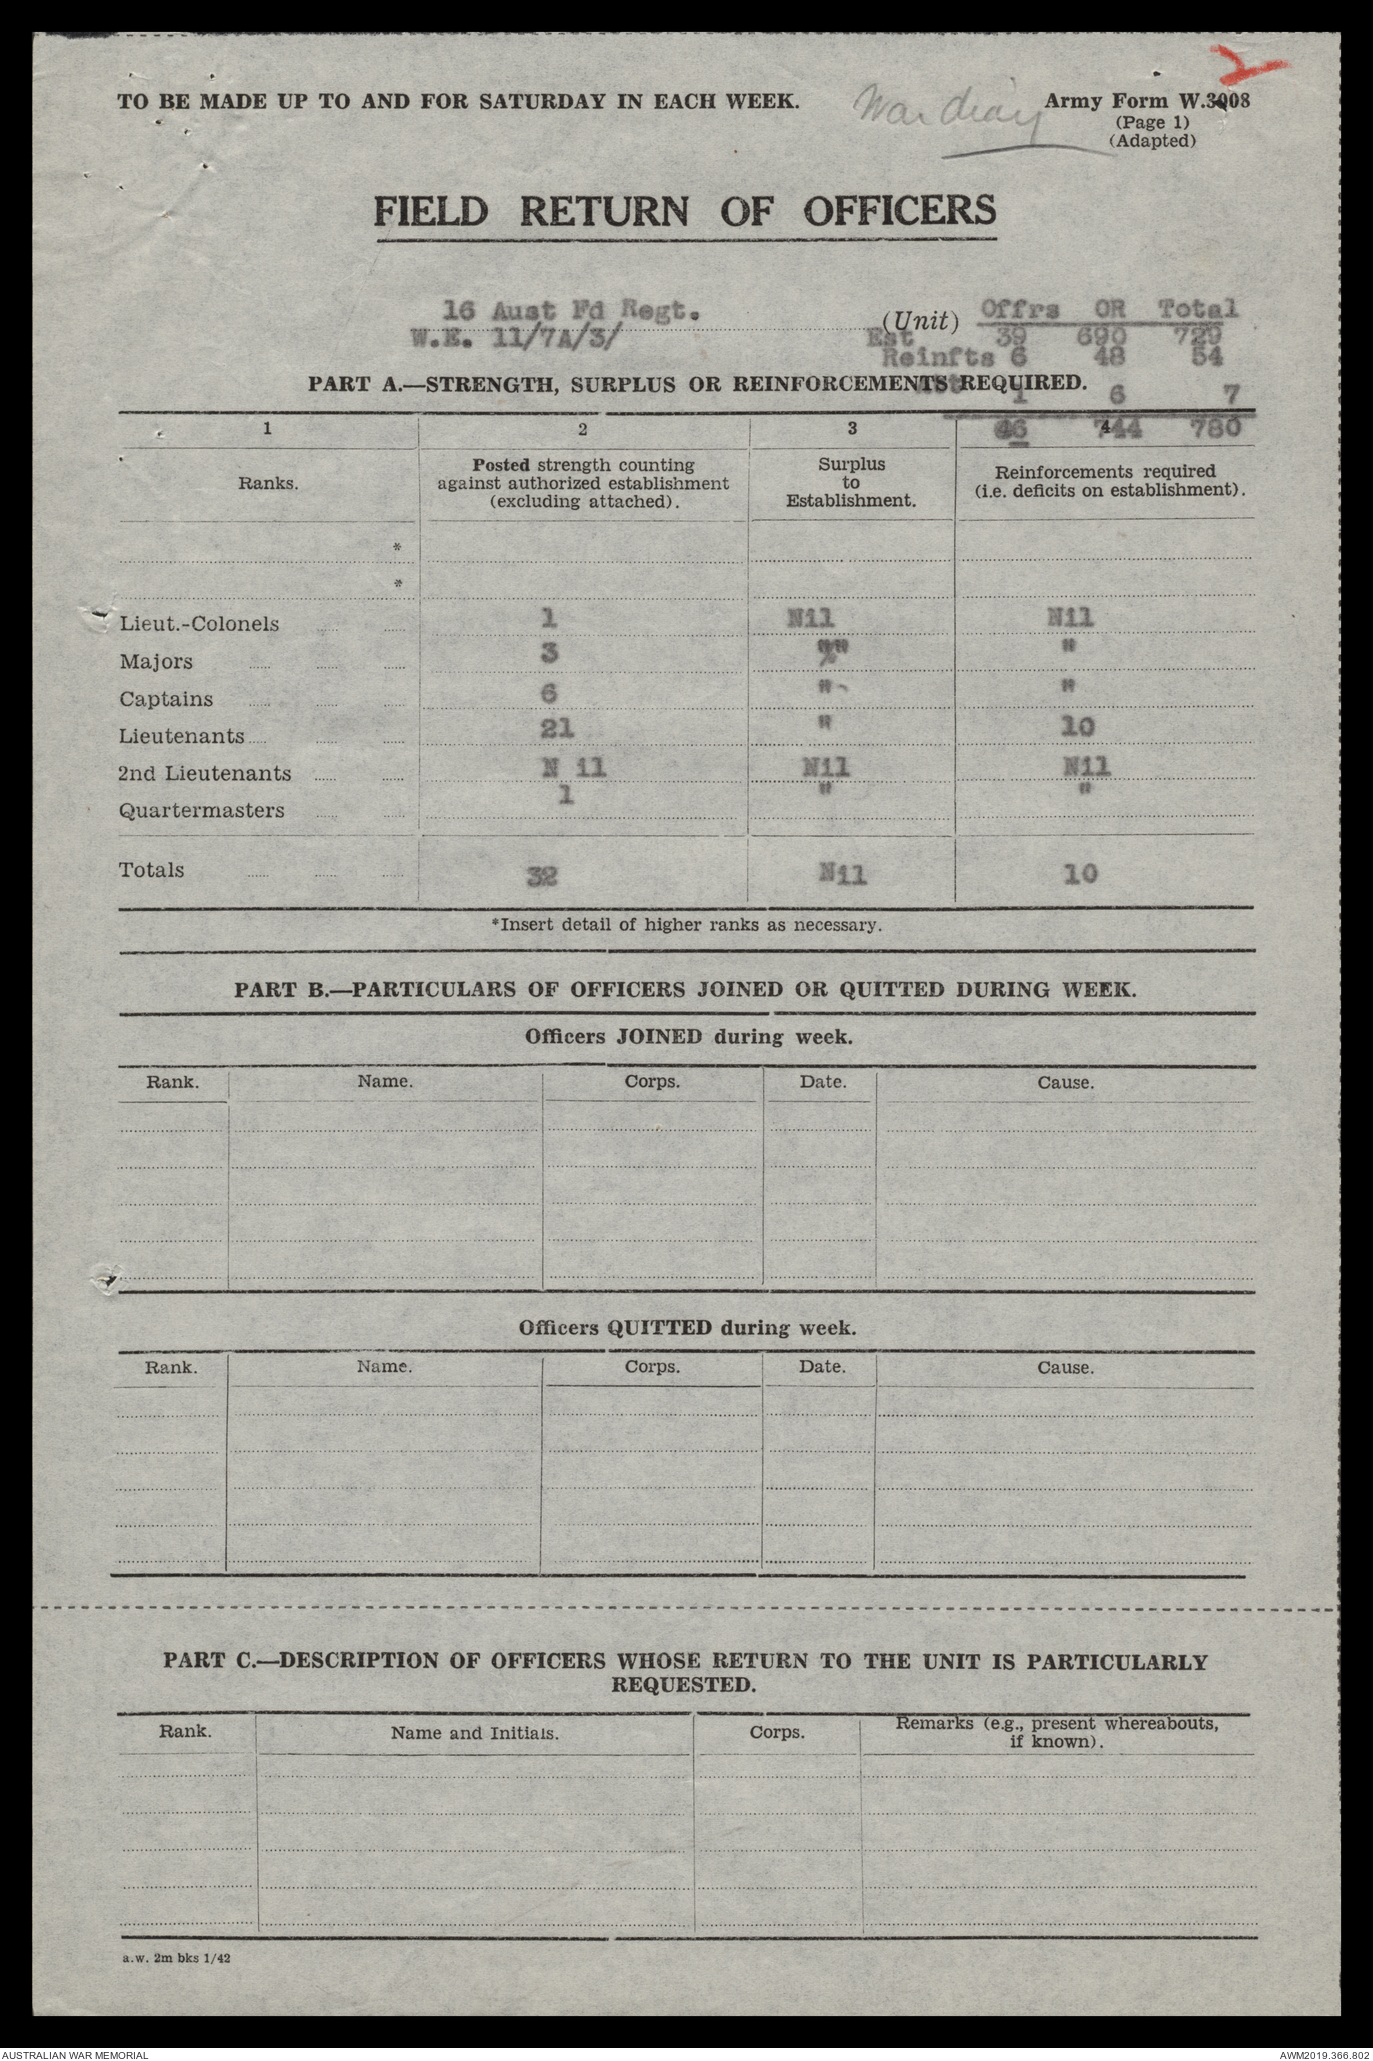 2
TO BE MADE UP TO AND FOR SATURDAY IN EACH WEEK.
War diary
Army Form W.3008
(Page 1)
(Adapted)
FIELD RETURN OF OFFICERS
16 Aust Fd Regt. (Unit) Offrs OR Total
W.E. 11/7A/3/ Est 39 690 729
Reinfts 6 48 54
PART A.—STRENGTH, SURPLUS OR REINFORCEMENTS REQUIRED.
1 6 7
46 744 780
1 2 3 4
Ranks. Posted strength counting against authorized establishment (excluding attached). Surplus to Establishment. Reinforcements required (i.e. deficits on establishment).
*
*
Lieut.-Colonels 1 Nil Nil
Majors 3 " "
Captains 6 " "
Lieutenants 21 " 10
2nd Lieutenants N il Nil Nil
Quartermasters 1 " "
Totals 32 Nil 10
*Insert detail of higher ranks as necessary.
PART B.—PARTICULARS OF OFFICERS JOINED OR QUITTED DURING WEEK.
Officers JOINED during week.
Rank. Name. Corps. Date. Cause.
Officers QUITTED during week.
Rank. Name. Corps. Date. Cause.
PART C.—DESCRIPTION OF OFFICERS WHOSE RETURN TO THE UNIT IS PARTICULARLY
REQUESTED.
Rank. Name and Initials. Corps. Remarks (e.g., present whereabouts, if known).
a.w. 2m bks 1/42
AUSTRALIAN WAR MEMORIAL AWM2019.366.802